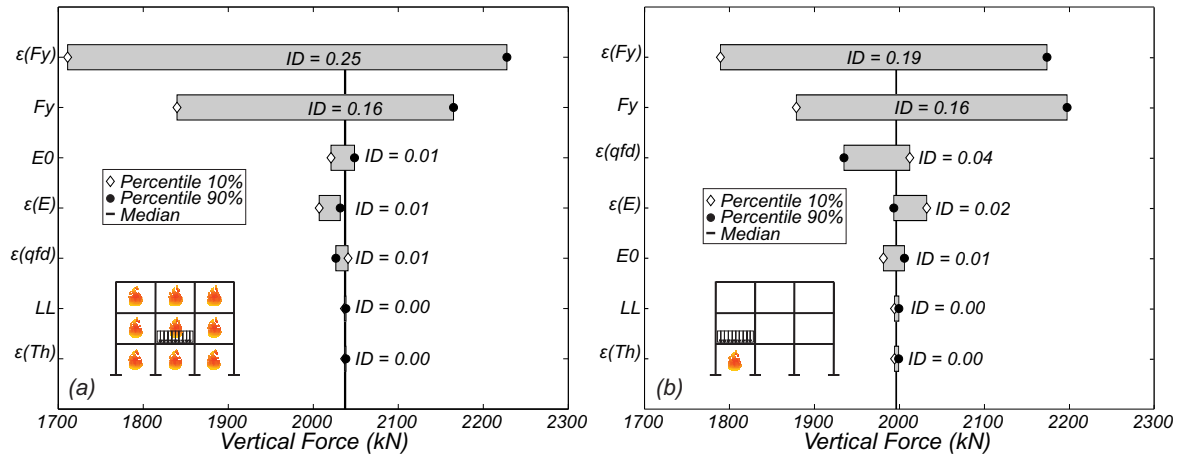 ε(Fy)
ID = 0.25
Fy
ID = 0.16
E0
ID = 0.01
ε(E)
ID = 0.01
ε(qfd)
ID = 0.01
LL
ID = 0.00
ε(Th)
ID = 0.00
Percentile 10%
Percentile 90%
Median
(a)
1700 1800 1900 2000 2100 2200 2300
Vertical Force (kN)
ε(Fy)
ID = 0.19
Fy
ID = 0.16
ε(qfd)
ID = 0.04
ε(E)
ID = 0.02
E0
ID = 0.01
LL
ID = 0.00
ε(Th)
ID = 0.00
Percentile 10%
Percentile 90%
Median
(b)
1700 1800 1900 2000 2100 2200 2300
Vertical Force (kN)